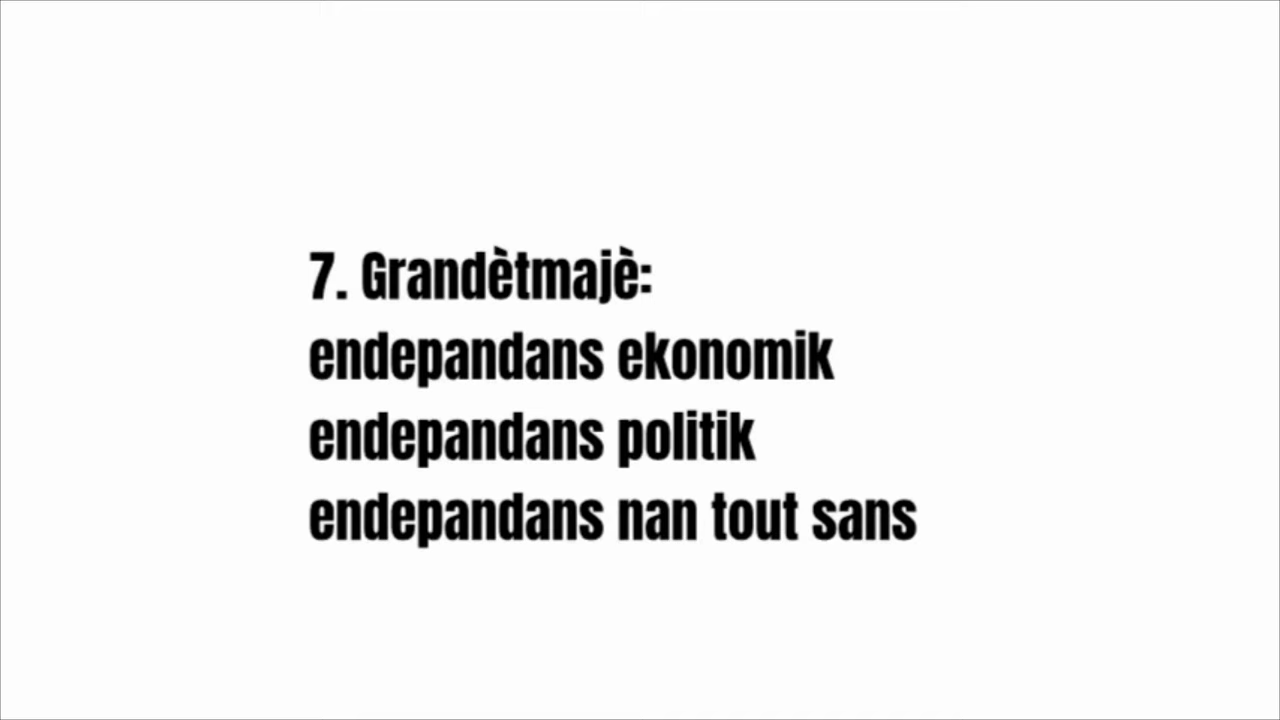 7. Grandètmajè:
endepandans ekonomik
endepandans politik
endepandans nan tout sans